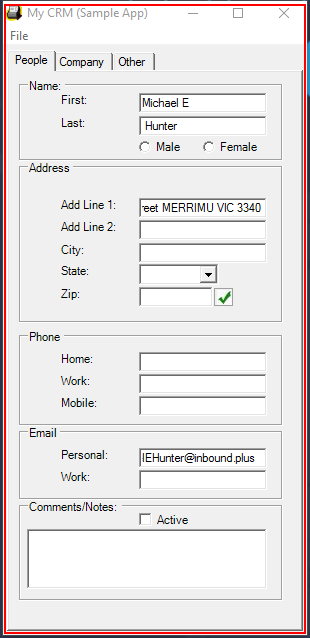 My CRM (Sample App)
File
People Company Other
Name:
First: Michael E
Last: Hunter
Male Female
Address
Add Line 1: MERRIMU VIC 3340
Add Line 2:
City:
State:
Zip:
Phone
Home:
Work:
Mobile:
Email
Personal: IEHunter@inbound.plus
Work:
Comments/Notes:
Active